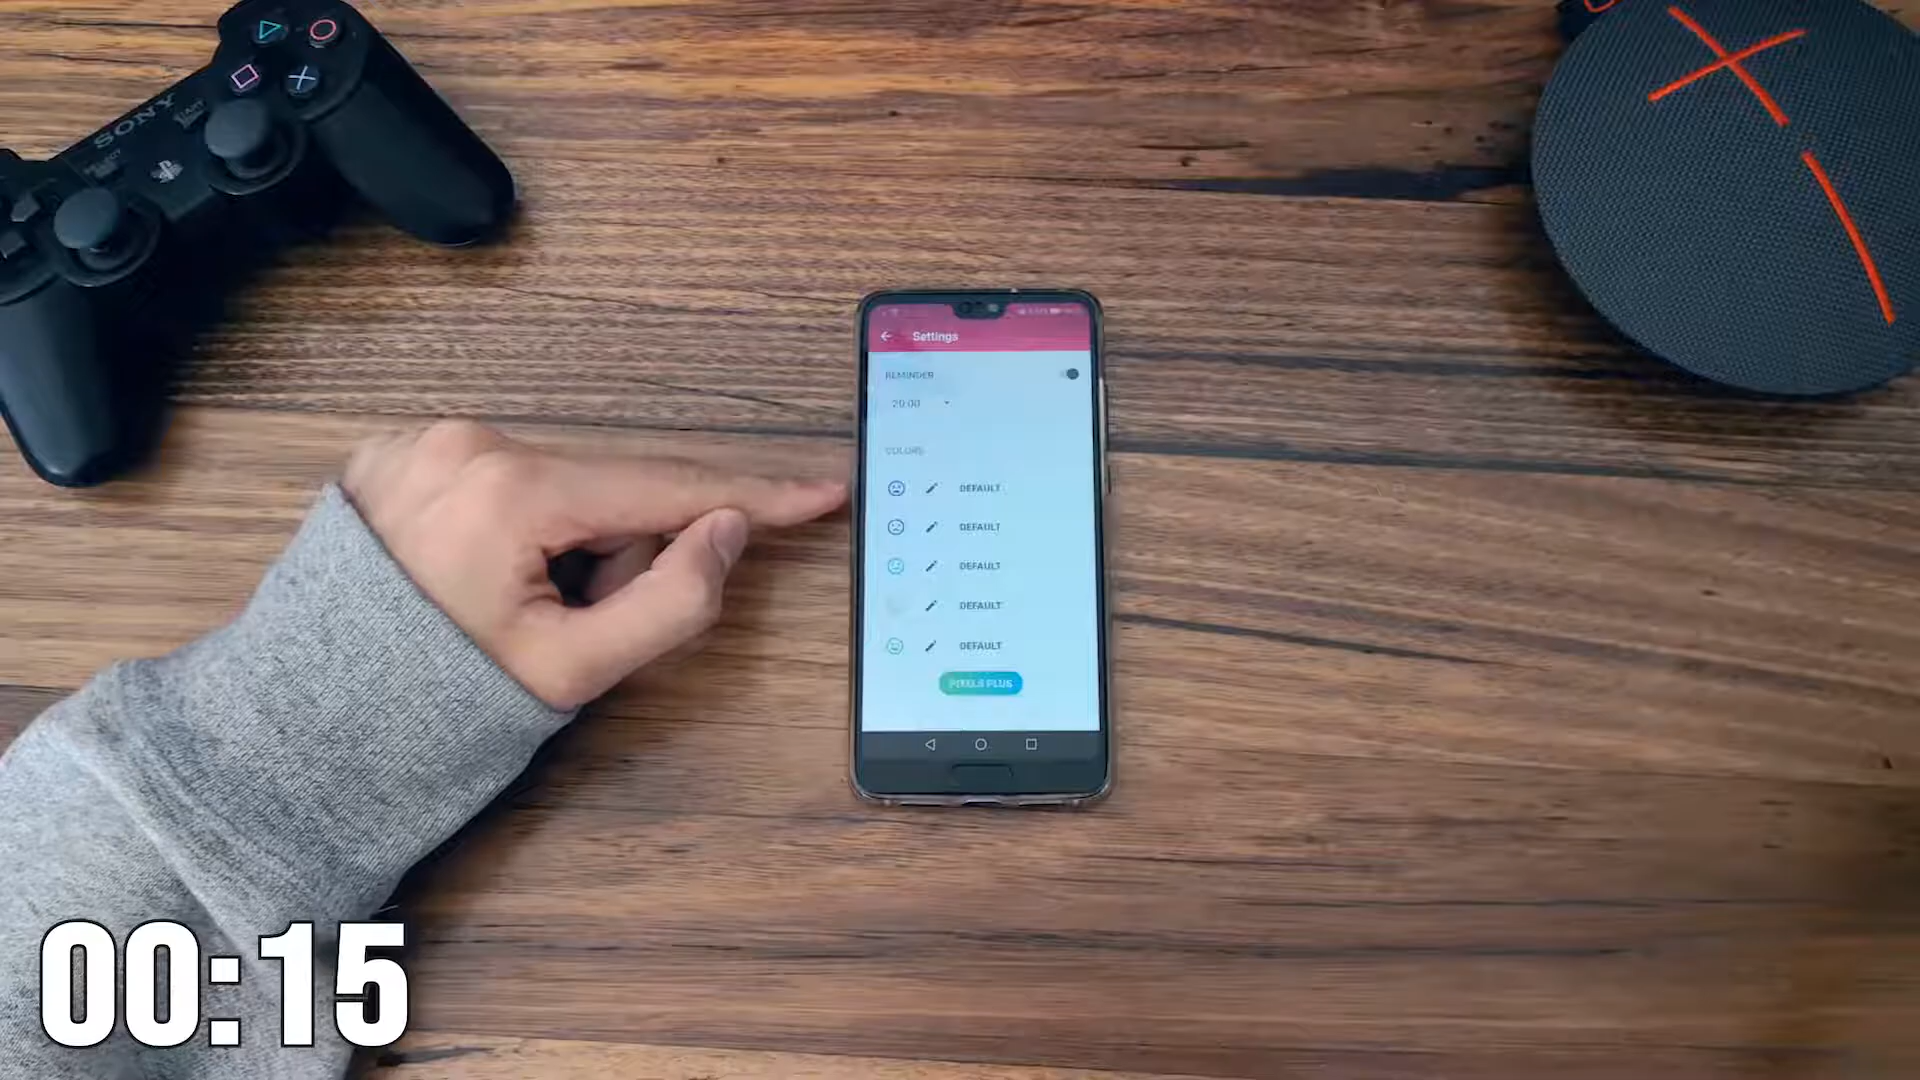 SONY
Settings
REMINDER
20:00
COLORS
DEFAULT
DEFAULT
DEFAULT
DEFAULT
DEFAULT
PIXELS PLUS
00:15